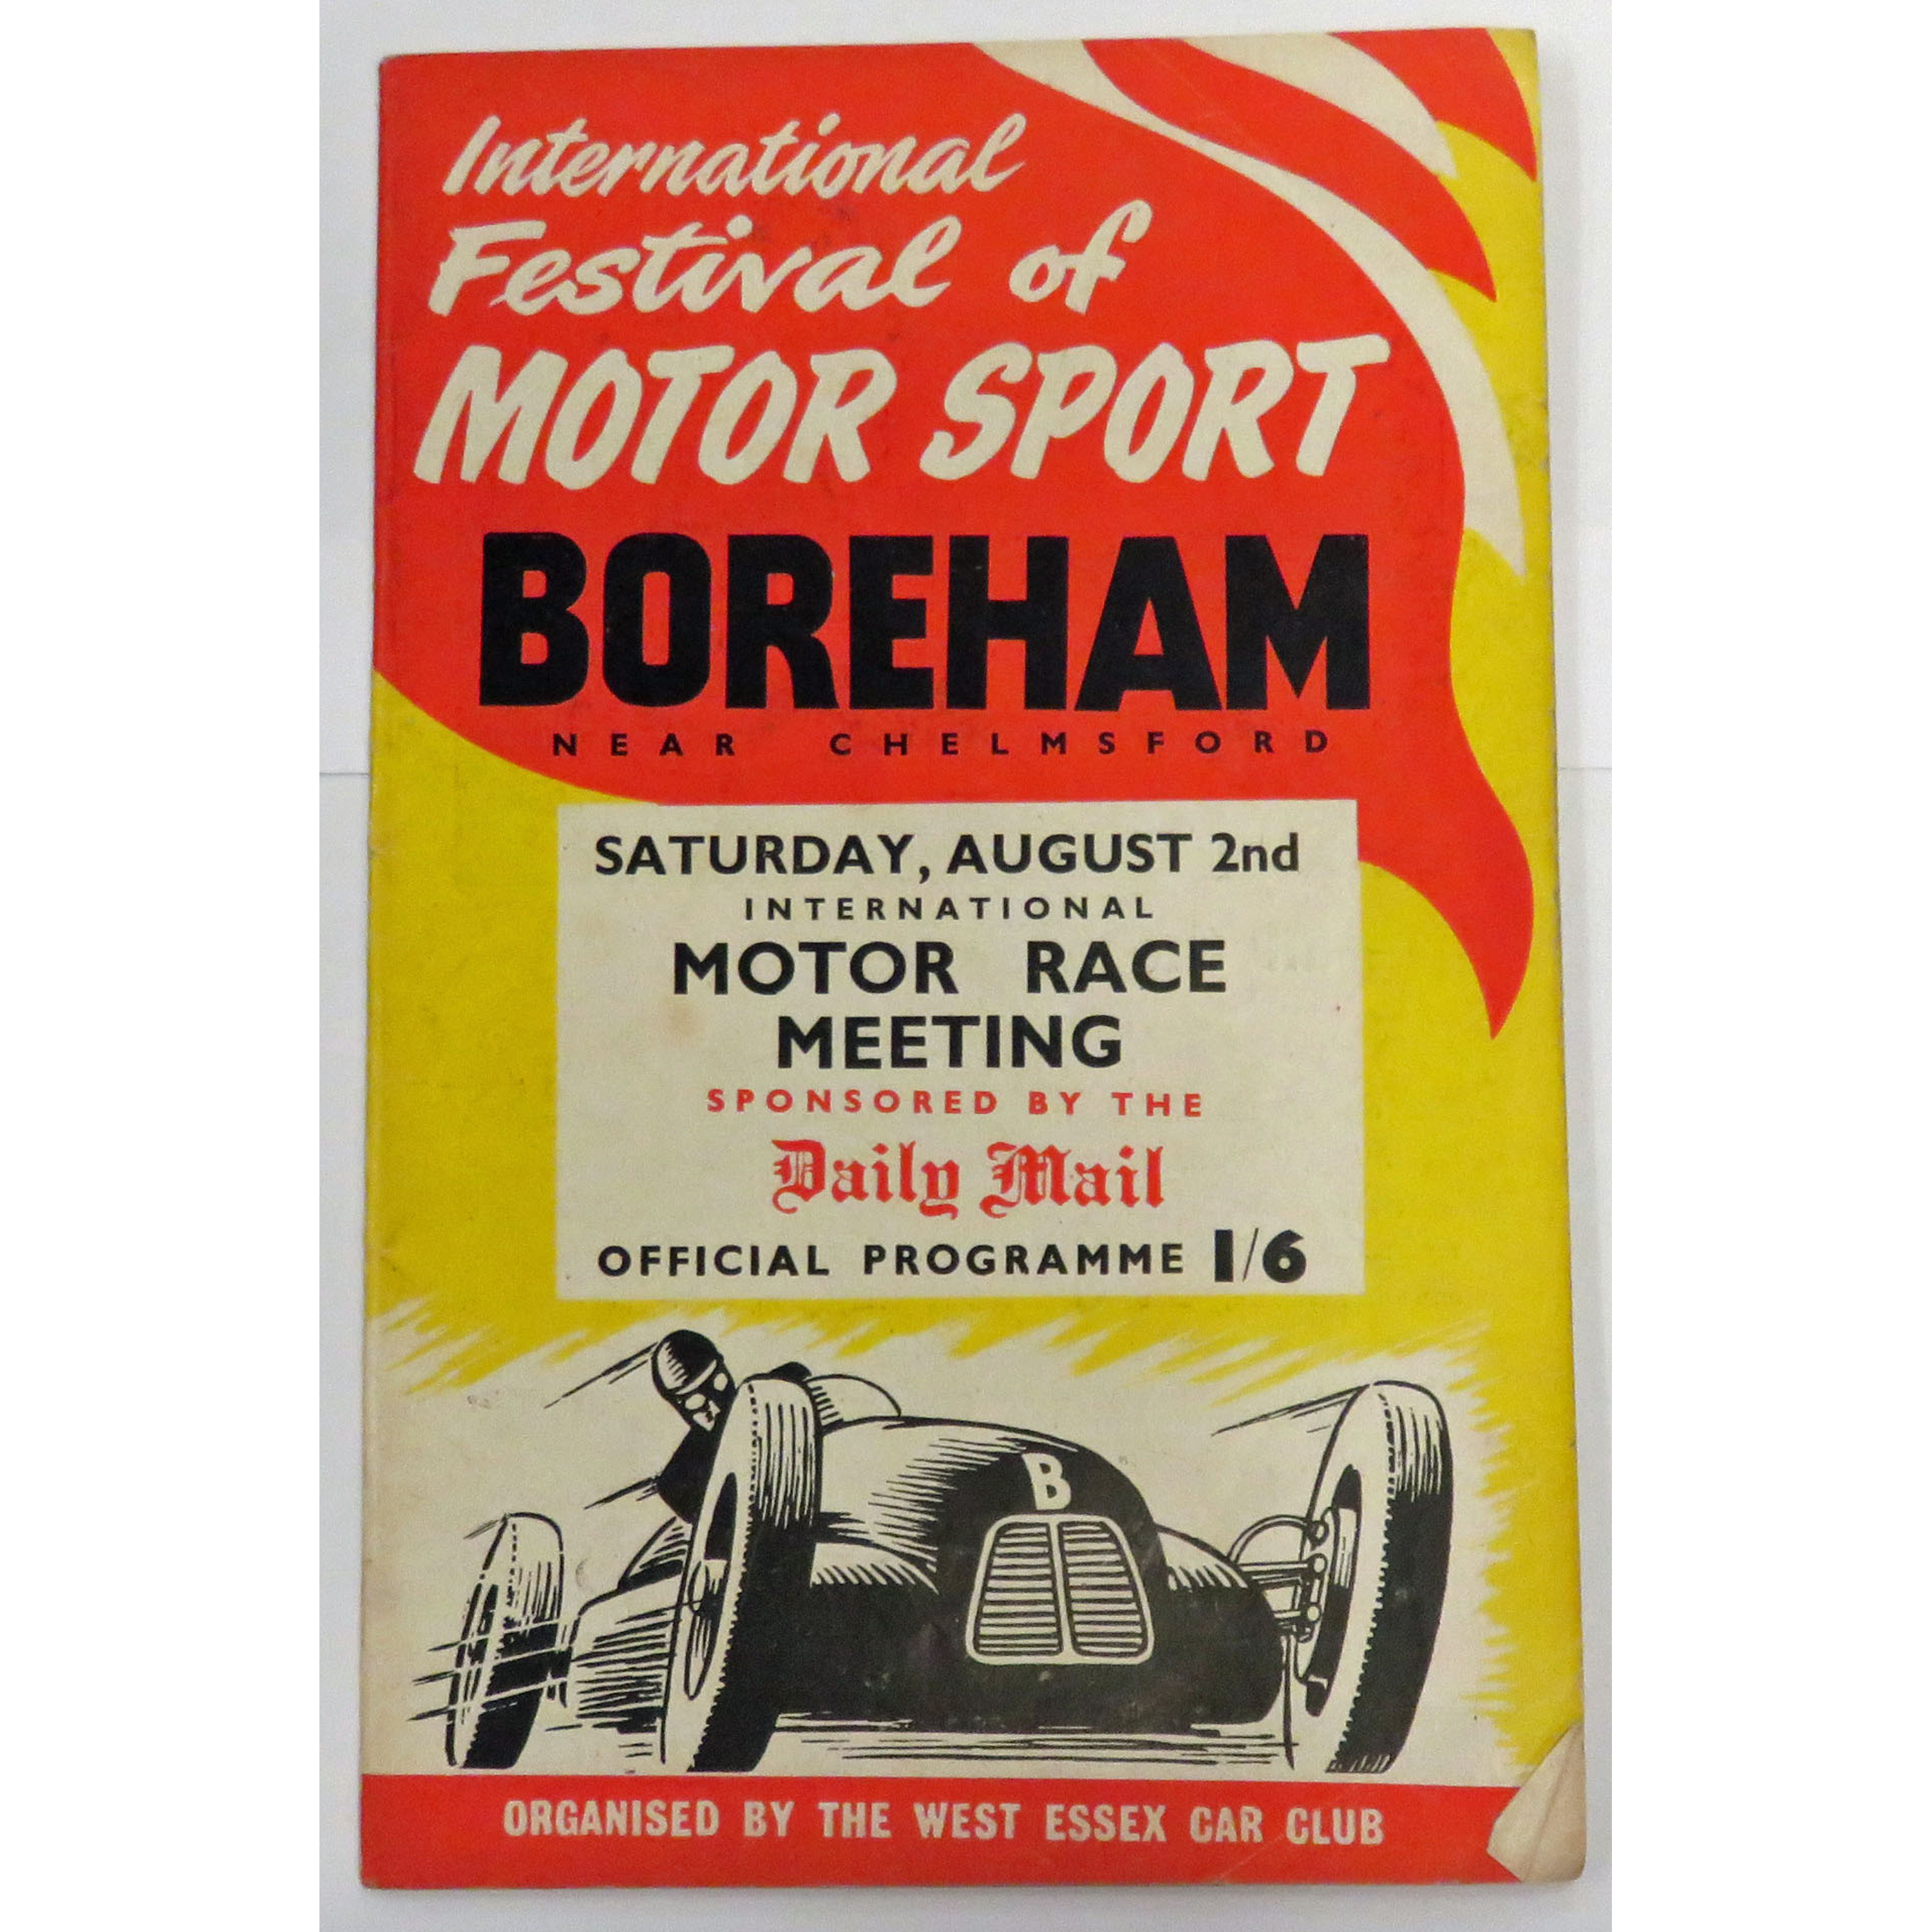 International
Festival of
MOTOR SPORT
BOREHAM
NEAR CHELMSFORD
SATURDAY, AUGUST 2nd
INTERNATIONAL
MOTOR RACE
MEETING
SPONSORED BY THE
Daily Mail
OFFICIAL PROGRAMME 1/6
B
ORGANISED BY THE WEST ESSEX CAR CLUB